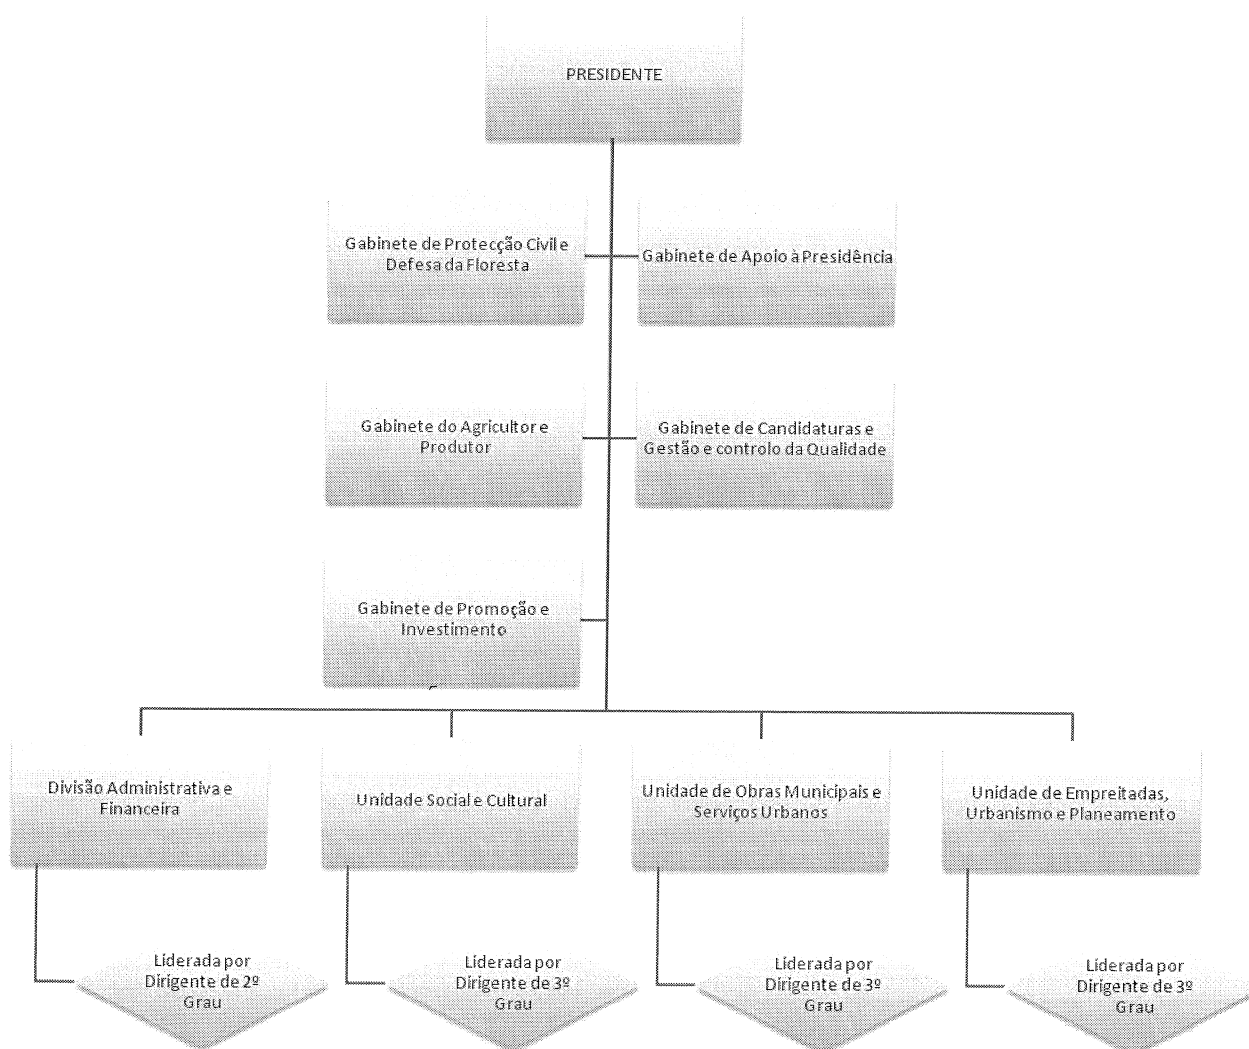 PRESIDENTE
Gabinete de Protecção Civil e
Defesa da Floresta
Gabinete de Apoio à Presidência
Gabinete do Agricultor e
Produtor
Gabinete de Candidaturas e
Gestão e controlo da Qualidade
Gabinete de Promoção e
Investimento
Divisão Administrativa e
Financeira
Unidade Social e Cultural
Unidade de Obras Municipais e
Serviços Urbanos
Unidade de Empreitadas,
Urbanismo e Planeamento
Liderada por
Dirigente de 2º
Grau
Liderada por
Dirigente de 3º
Grau
Liderada por
Dirigente de 3º
Grau
Liderada por
Dirigente de 3º
Grau